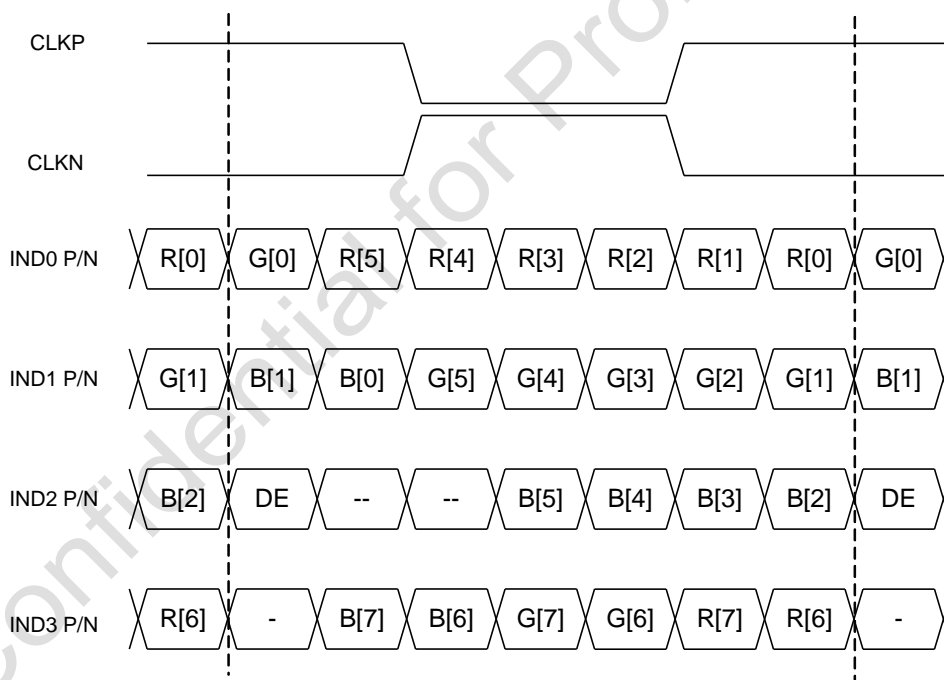 CLKP
CLKN
IND0 P/N R[0] G[0] R[5] R[4] R[3] R[2] R[1] R[0] G[0]
IND1 P/N G[1] B[1] B[0] G[5] G[4] G[3] G[2] G[1] B[1]
IND2 P/N B[2] DE -- -- B[5] B[4] B[3] B[2] DE
IND3 P/N R[6] - B[7] B[6] G[7] G[6] R[7] R[6] -
Confidential for